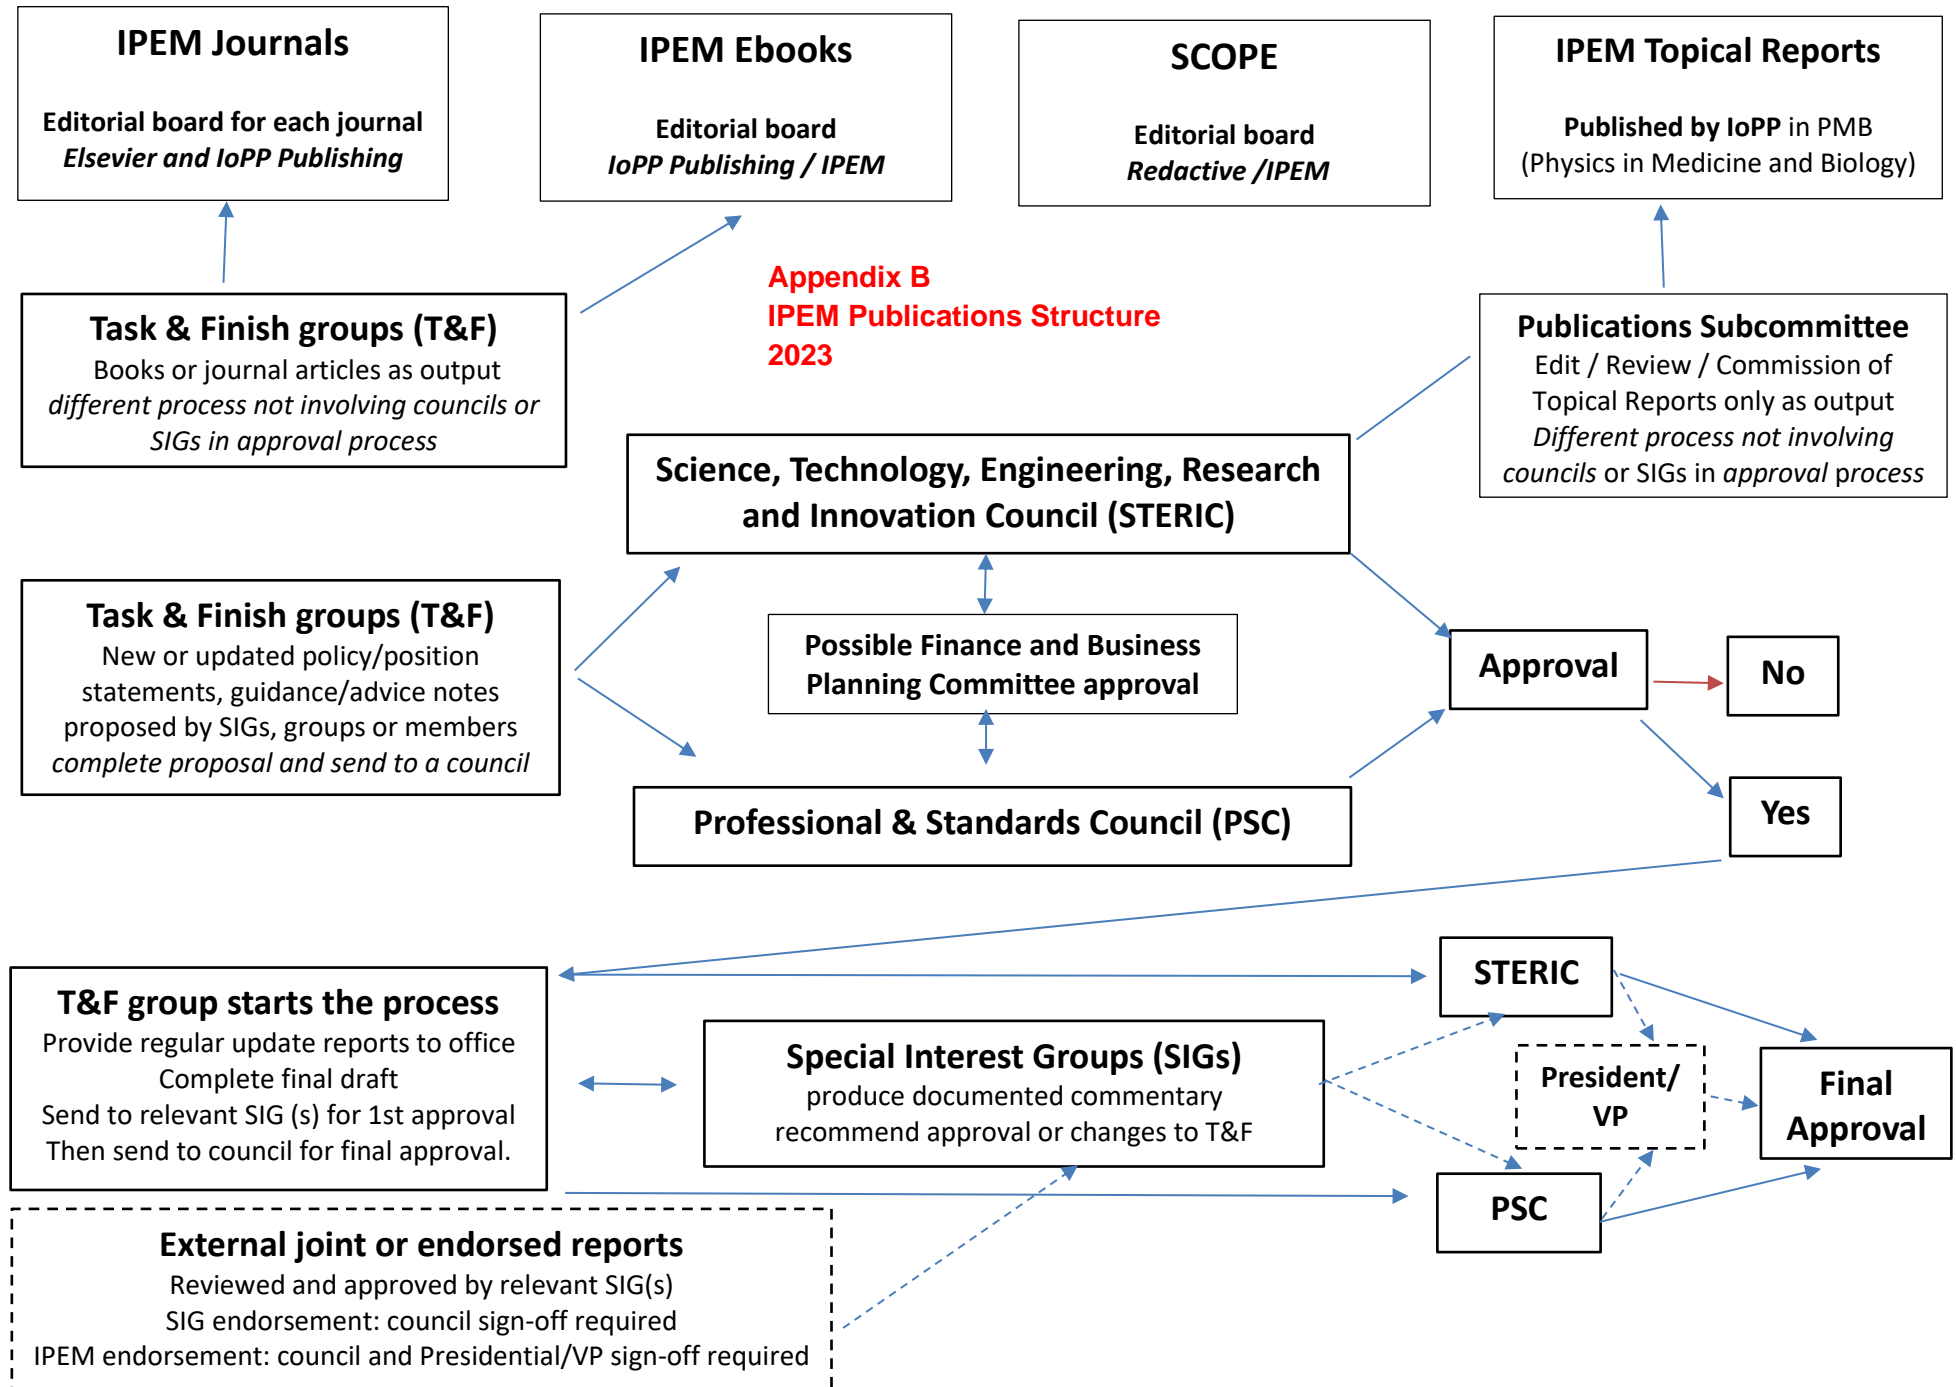 IPEM Journals
Editorial board for each journal
Elsevier and IoPP Publishing
IPEM Ebooks
Editorial board
IoPP Publishing / IPEM
SCOPE
Editorial board
Redactive /IPEM
IPEM Topical Reports
Published by IoPP in PMB
(Physics in Medicine and Biology)
Appendix B
IPEM Publications Structure
2023
Task & Finish groups (T&F)
Books or journal articles as output
different process not involving councils or
SIGs in approval process
Publications Subcommittee
Edit / Review / Commission of
Topical Reports only as output
Different process not involving
councils or SIGs in approval process
Science, Technology, Engineering, Research
and Innovation Council (STERIC)
Task & Finish groups (T&F)
New or updated policy/position
statements, guidance/advice notes
proposed by SIGs, groups or members
complete proposal and send to a council
Possible Finance and Business
Planning Committee approval
Approval
No
Professional & Standards Council (PSC)
Yes
T&F group starts the process
Provide regular update reports to office
Complete final draft
Send to relevant SIG (s) for 1st approval
Then send to council for final approval.
Special Interest Groups (SIGs)
produce documented commentary
recommend approval or changes to T&F
STERIC
President/
VP
Final
Approval
PSC
External joint or endorsed reports
Reviewed and approved by relevant SIG(s)
SIG endorsement: council sign-off required
IPEM endorsement: council and Presidential/VP sign-off required